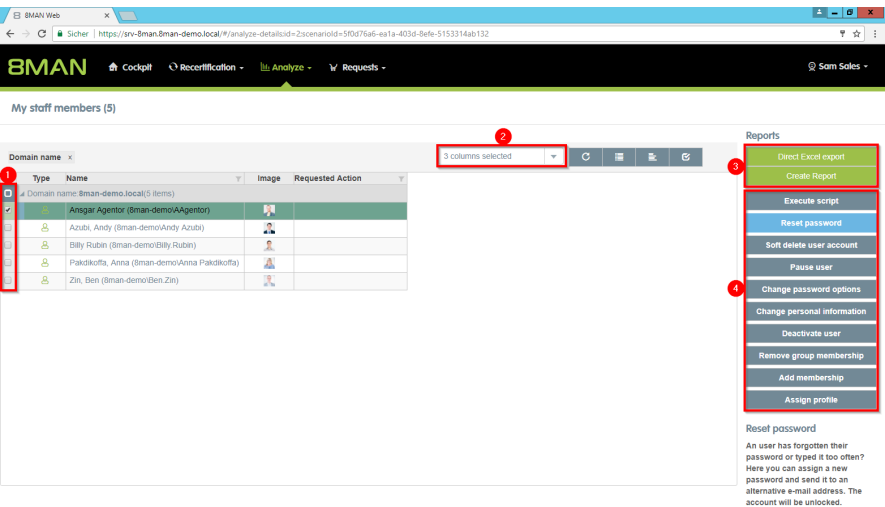 8MAN Web
Sicher | https://srv-8man.8man-demo.local/#/analyze-details;id=2;scenarioId=5f0d76a6-ea1a-403d-8efe-5153314ab132
8MAN Cockpit Recertification Analyze Requests Sam Sales
My staff members (5)
Reports
2
Domain name x
3 columns selected
3
Direct Excel export
Create Report
1
Type Name Image Requested Action
Domain name:8man-demo.local(5 items)
Ansgar Agentor (8man-demo\AAgentor)
Azubi, Andy (8man-demo\Andy Azubi)
Billy Rubin (8man-demo\Billy.Rubin)
Pakdikoffa, Anna (8man-demo\Anna Pakdikoffa)
Zin, Ben (8man-demo\Ben.Zin)
4
Execute script
Reset password
Soft delete user account
Pause user
Change password options
Change personal information
Deactivate user
Remove group membership
Add membership
Assign profile
Reset password
An user has forgotten their
password or typed it too often?
Here you can assign a new
password and send it to an
alternative e-mail address. The
account will be unlocked.